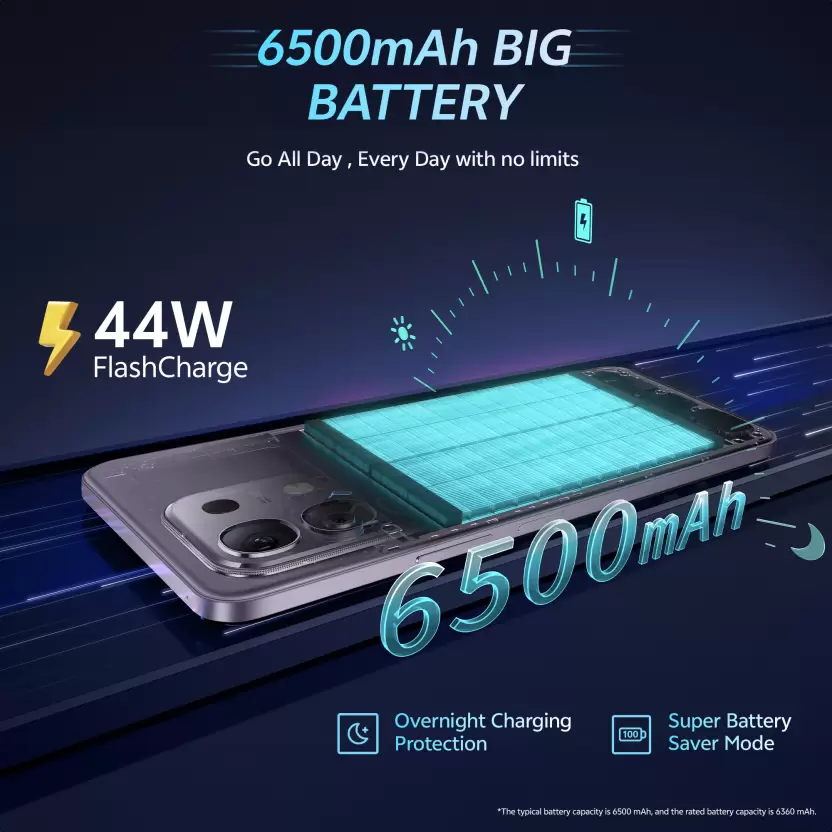 6500mAh BIG
BATTERY
Go All Day , Every Day with no limits
44W
FlashCharge
6500mAh
Overnight Charging
Protection
100
Super Battery
Saver Mode
*The typical battery capacity is 6500 mAh, and the rated battery capacity is 6360 mAh.